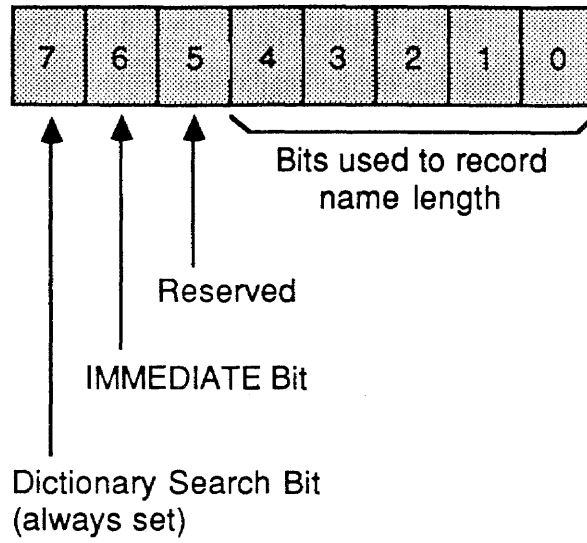 7 6 5 4 3 2 1 0
Bits used to record
name length
Reserved
IMMEDIATE Bit
Dictionary Search Bit
(always set)